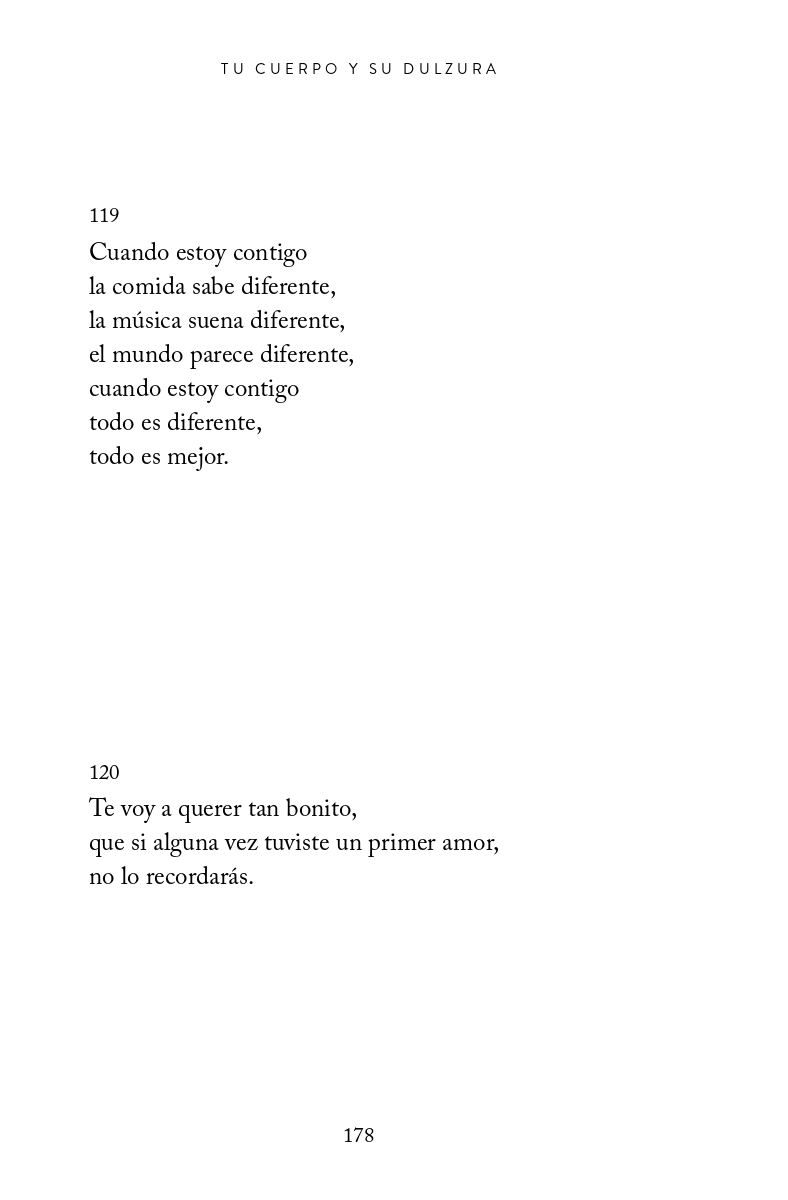 TU CUERPO Y SU DULZURA
119
Cuando estoy contigo
la comida sabe diferente,
la música suena diferente,
el mundo parece diferente,
cuando estoy contigo
todo es diferente,
todo es mejor.
120
Te voy a querer tan bonito,
que si alguna vez tuviste un primer amor,
no lo recordarás.
178